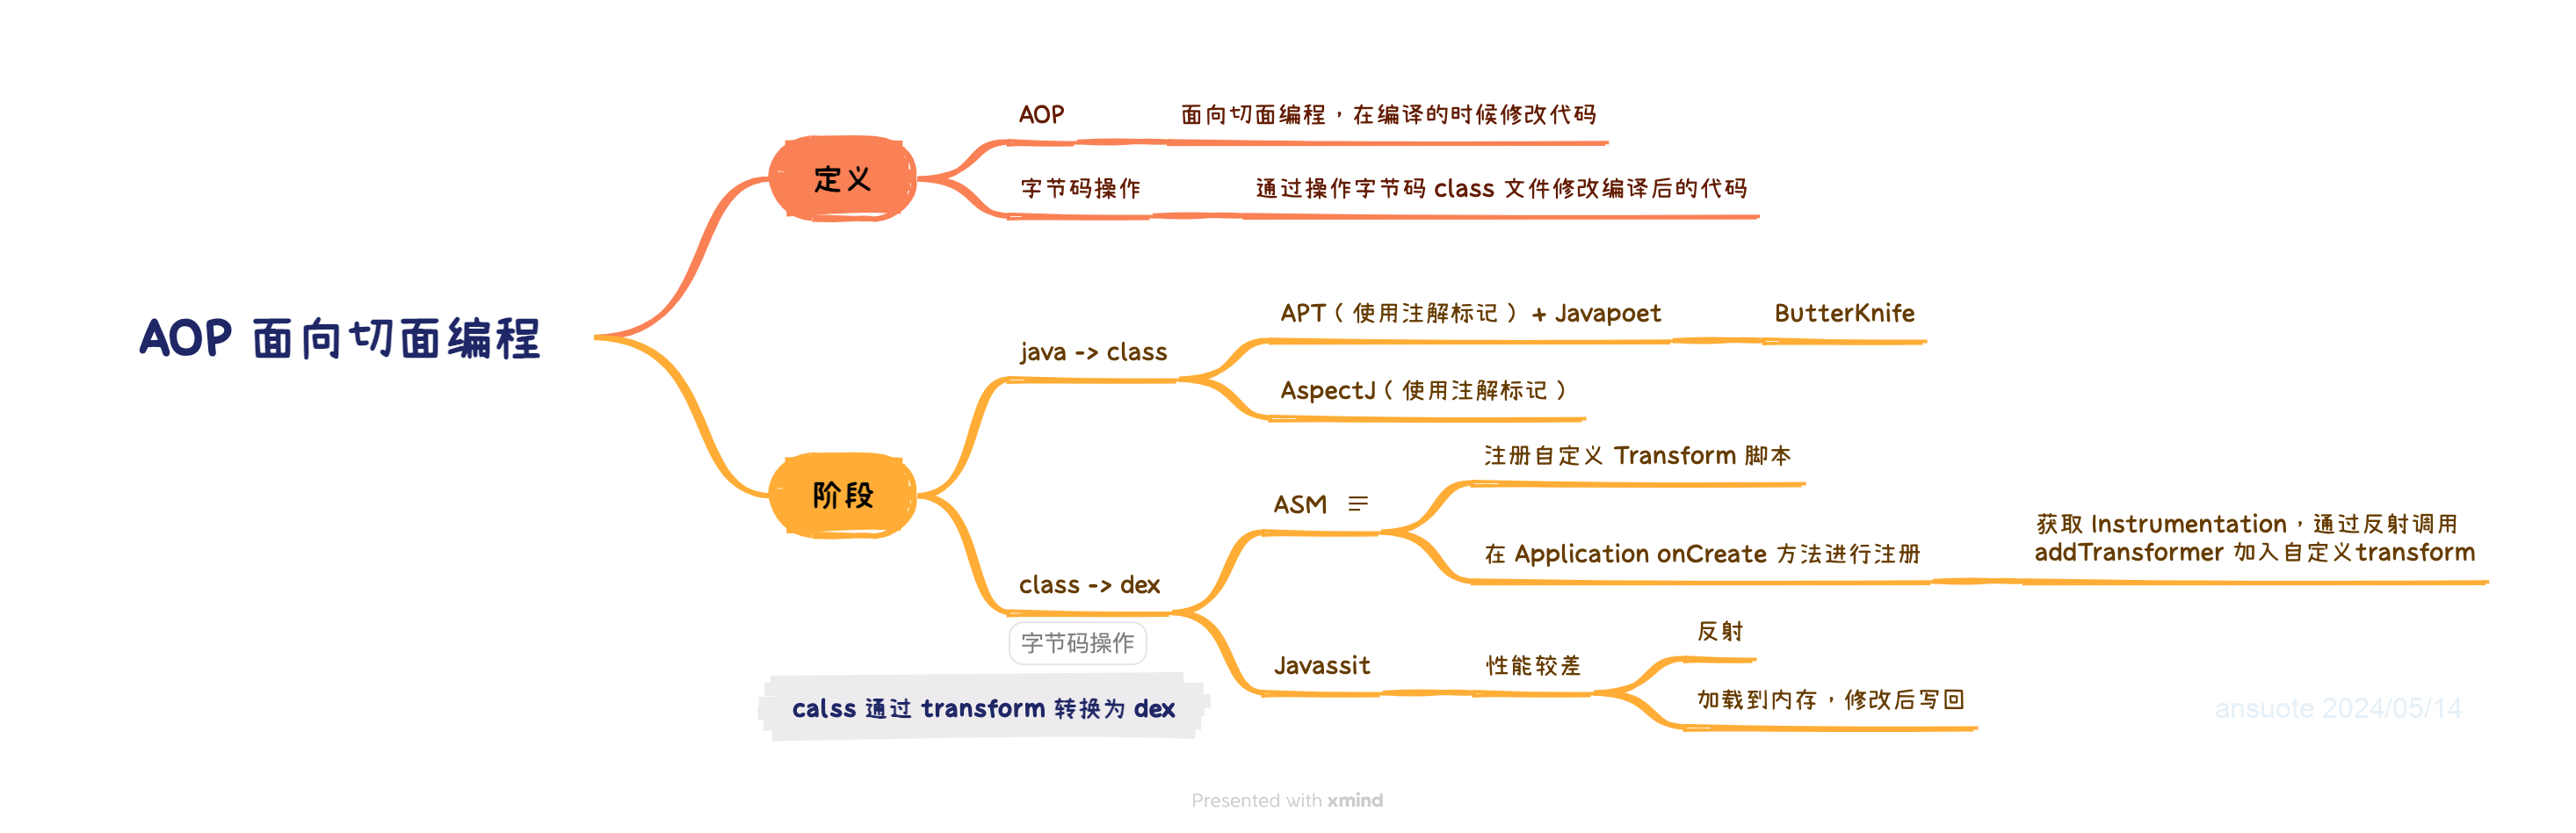 AOP 面向切面编程
定义
AOP
面向切面编程，在编译的时候修改代码
字节码操作
通过操作字节码 class 文件修改编译后的代码
阶段
java -> class
APT（使用注解标记）+ Javapoet
ButterKnife
AspectJ（使用注解标记）
class -> dex
字节码操作
ASM
注册自定义 Transform 脚本
在 Application onCreate 方法进行注册
获取 Instrumentation，通过反射调用
addTransformer 加入自定义transform
Javassit
性能较差
反射
加载到内存，修改后写回
calss 通过 transform 转换为 dex
ansuote 2024/05/14
Presented with xmind